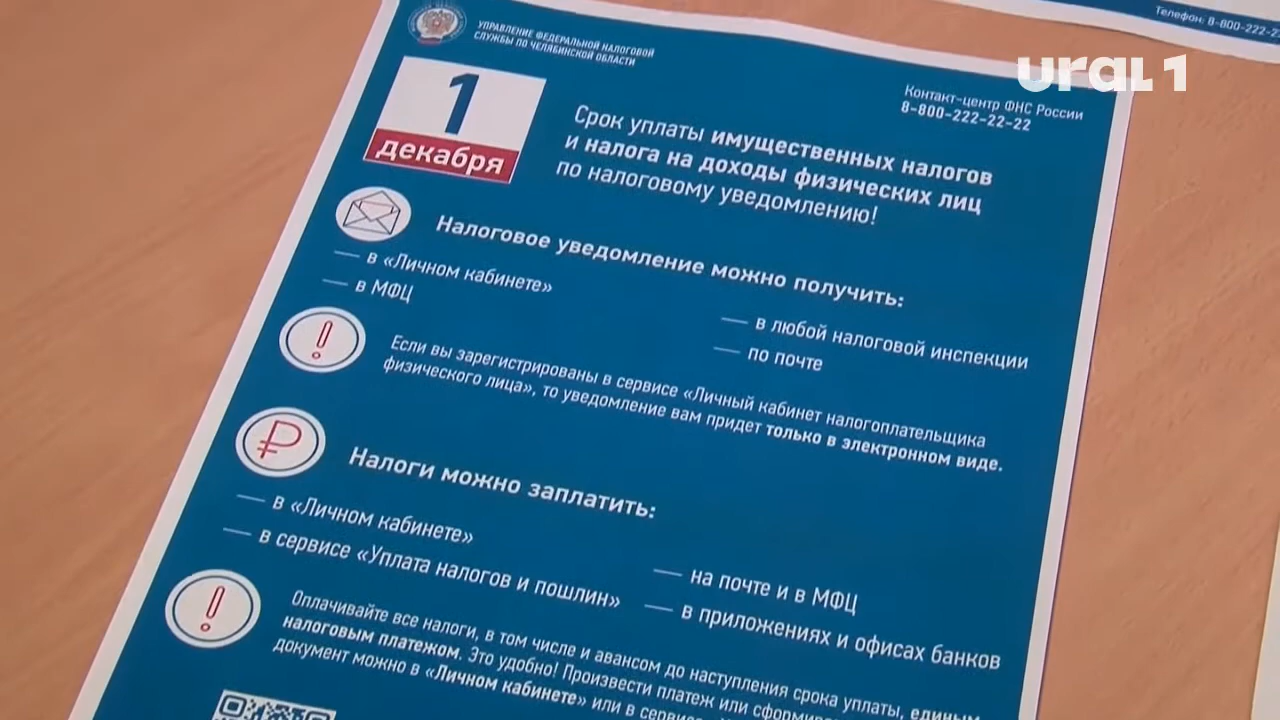 Телефон: 8-800-222-2
ural 1
УПРАВЛЕНИЕ ФЕДЕРАЛЬНОЙ НАЛОГОВОЙ
СЛУЖБЫ ПО ЧЕЛЯБИНСКОЙ ОБЛАСТИ
Контакт-центр ФНС России
8-800-222-22-22
1
декабря
Срок уплаты имущественных налогов
и налога на доходы физических лиц
по налоговому уведомлению!
Налоговое уведомление можно получить:
— в «Личном кабинете»
— в МФЦ
— в любой налоговой инспекции
— по почте
Если вы зарегистрированы в сервисе «Личный кабинет налогоплательщика
физического лица», то уведомление вам придет только в электронном виде.
Налоги можно заплатить:
— в «Личном кабинете»
— в сервисе «Уплата налогов и пошлин»
— на почте и в МФЦ
— в приложениях и офисах банков
Оплачивайте все налоги, в том числе и авансом до наступления срока уплаты, единым
налоговым платежом. Это удобно! Произвести платеж или
документ можно в «Личном кабинете» или в